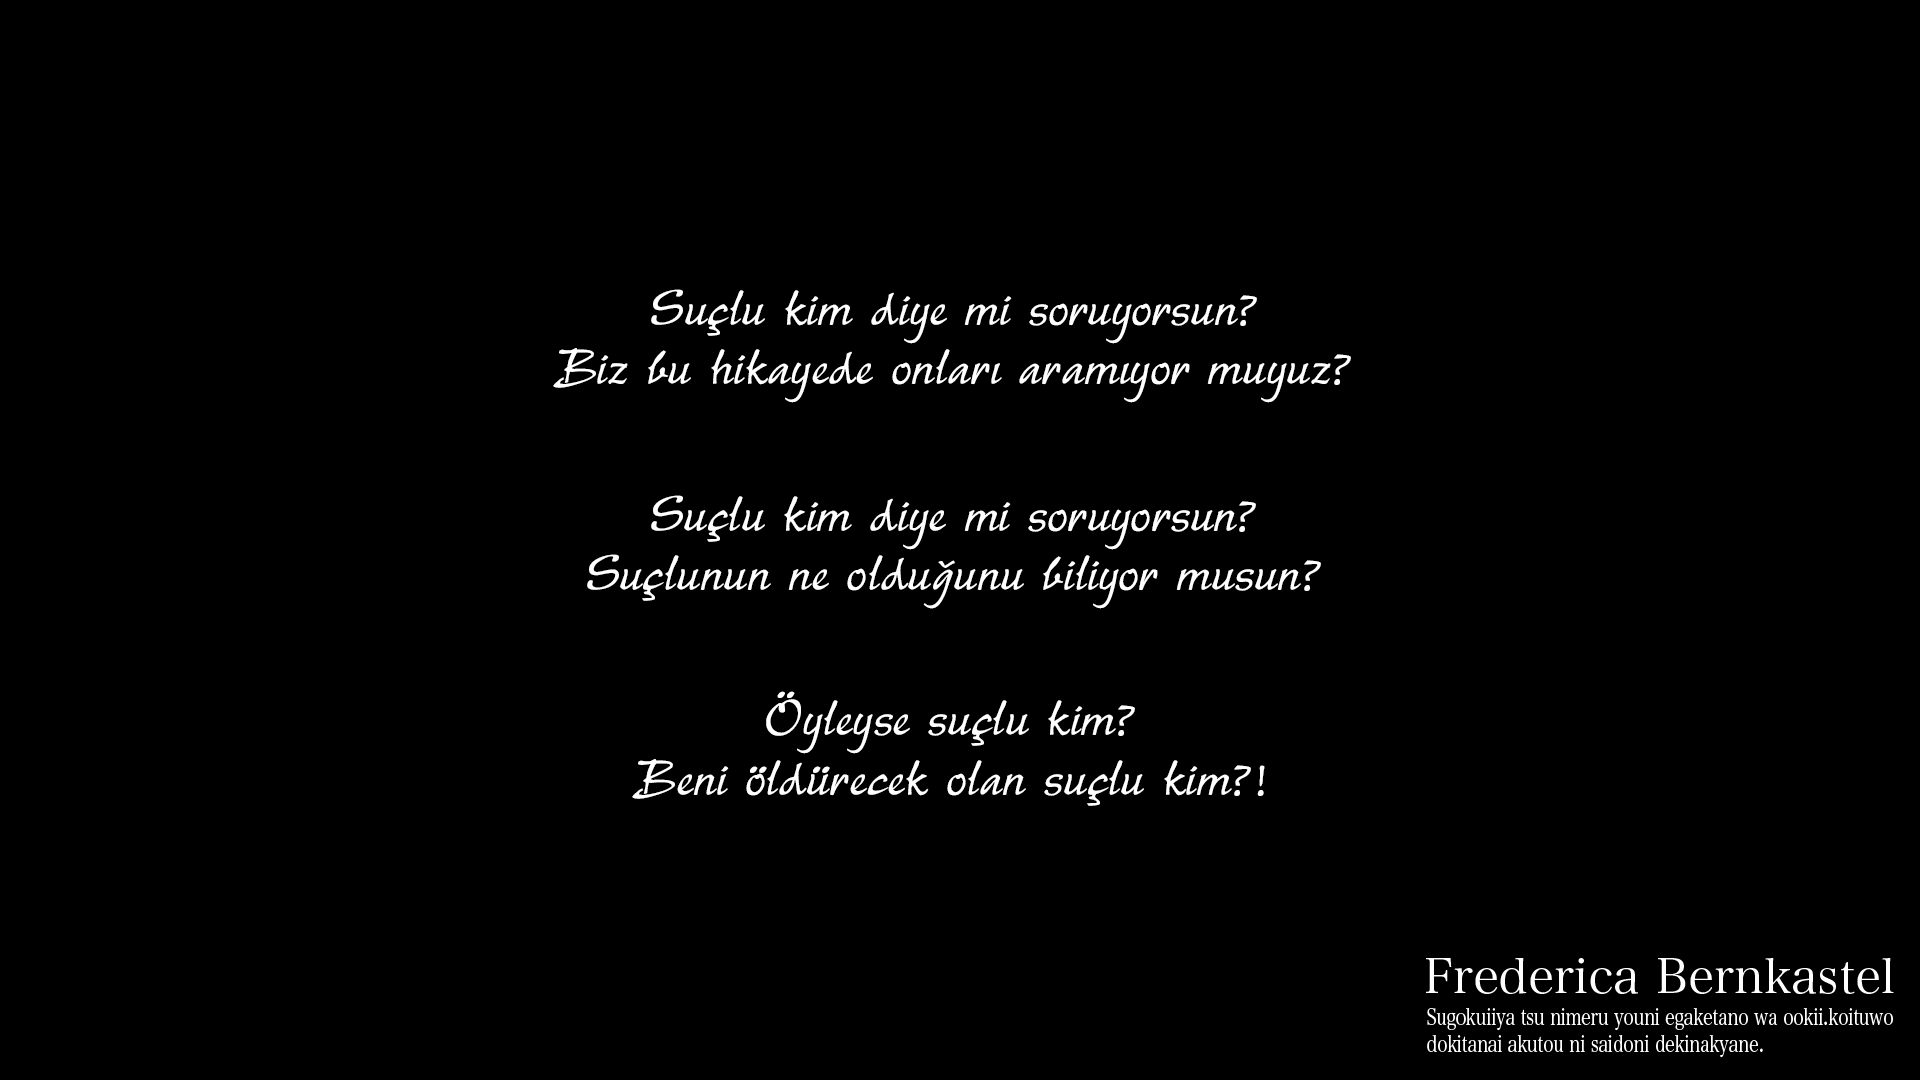 Suçlu kim diye mi soruyorsun?
Biz bu hikayede onları aramıyor muyuz?
Suçlu kim diye mi soruyorsun?
Suçlunun ne olduğunu biliyor musun?
Öyleyse suçlu kim?
Beni öldürecek olan suçlu kim?!
Frederica Bernkastel
Sugokuiiya tsu nimeru youni egaketano wa ookii.koituwo
dokitanai akutou ni saidoni dekinakyane.